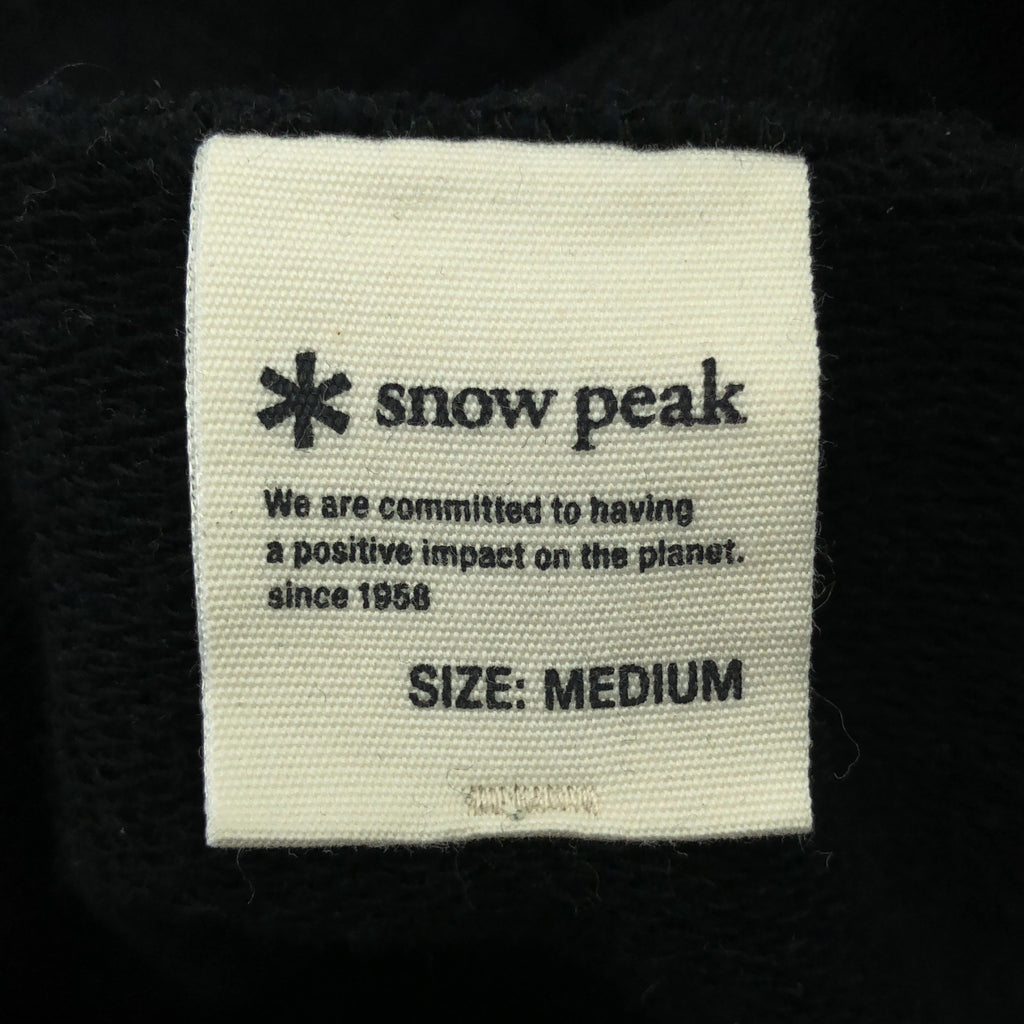 snow peak
We are committed to having
a positive impact on the planet.
since 1958
SIZE: MEDIUM